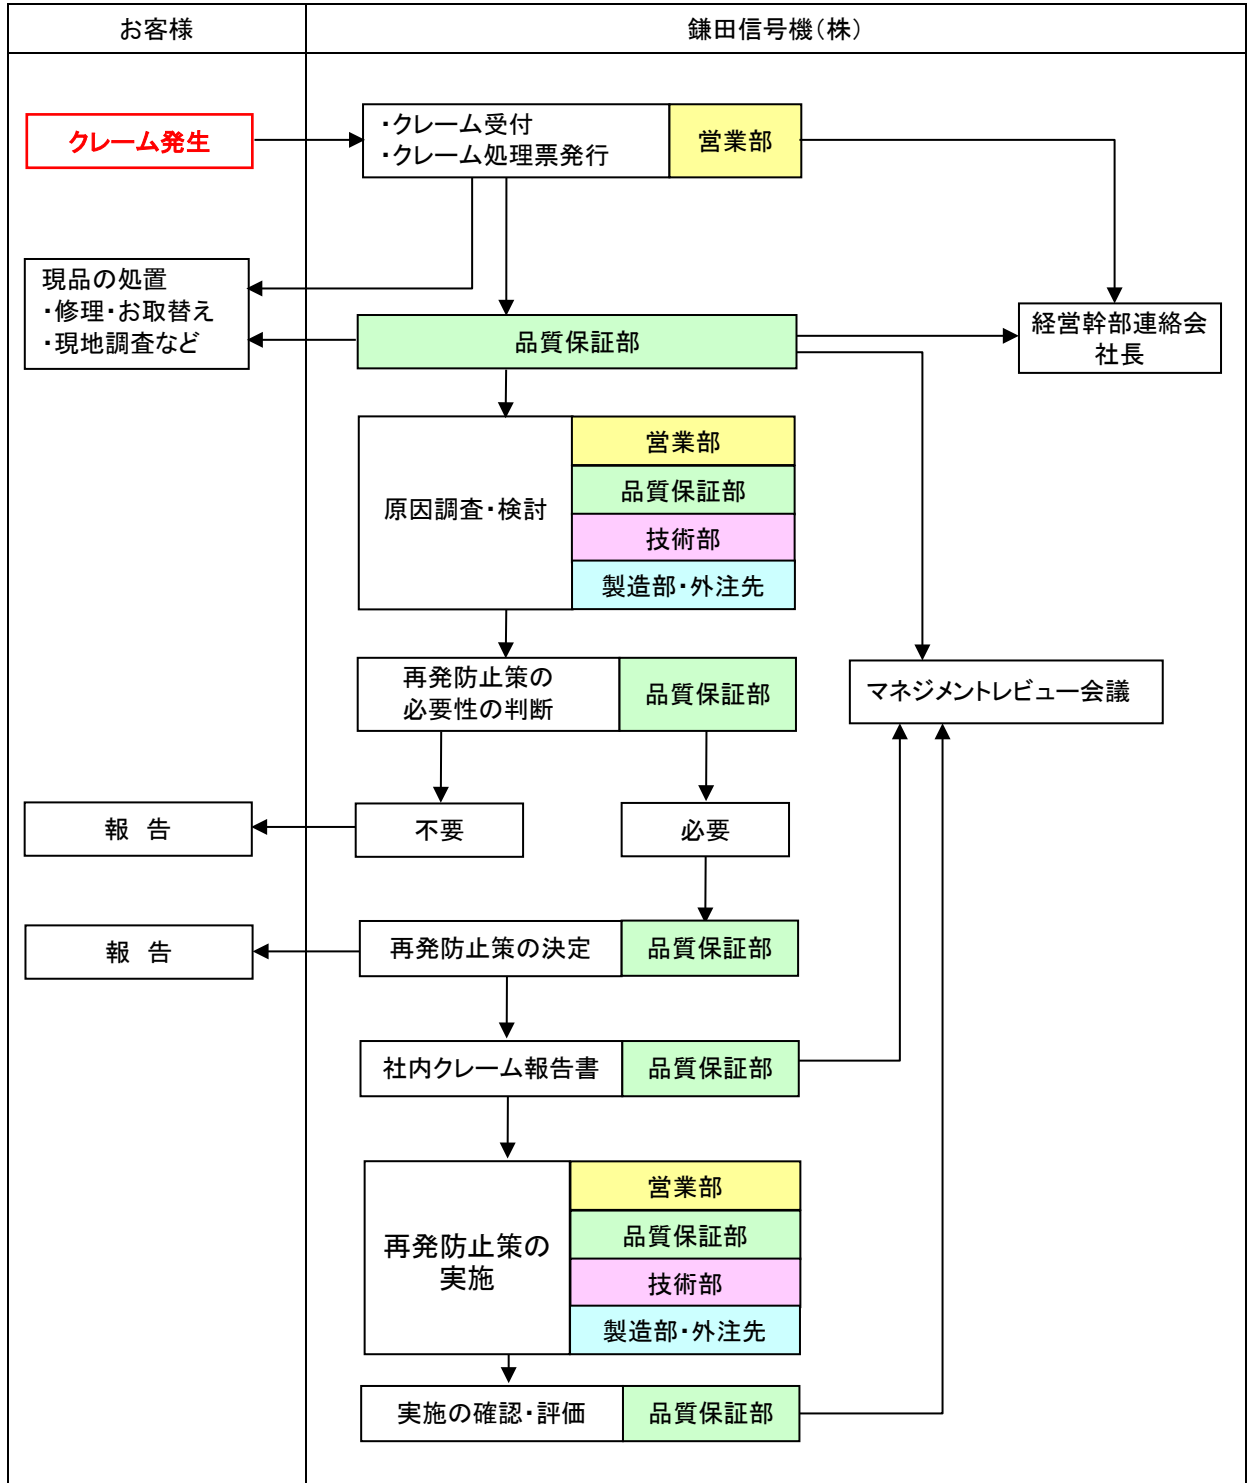 お客様
鎌田信号機(株)
クレーム発生
・クレーム受付
・クレーム処理票発行
営業部
現品の処置
・修理・お取替え
・現地調査など
品質保証部
経営幹部連絡会
社長
原因調査・検討
営業部
品質保証部
技術部
製造部・外注先
再発防止策の
必要性の判断
品質保証部
マネジメントレビュー会議
報 告
不要
必要
報 告
再発防止策の決定
品質保証部
社内クレーム報告書
品質保証部
再発防止策の
実施
営業部
品質保証部
技術部
製造部・外注先
実施の確認・評価
品質保証部